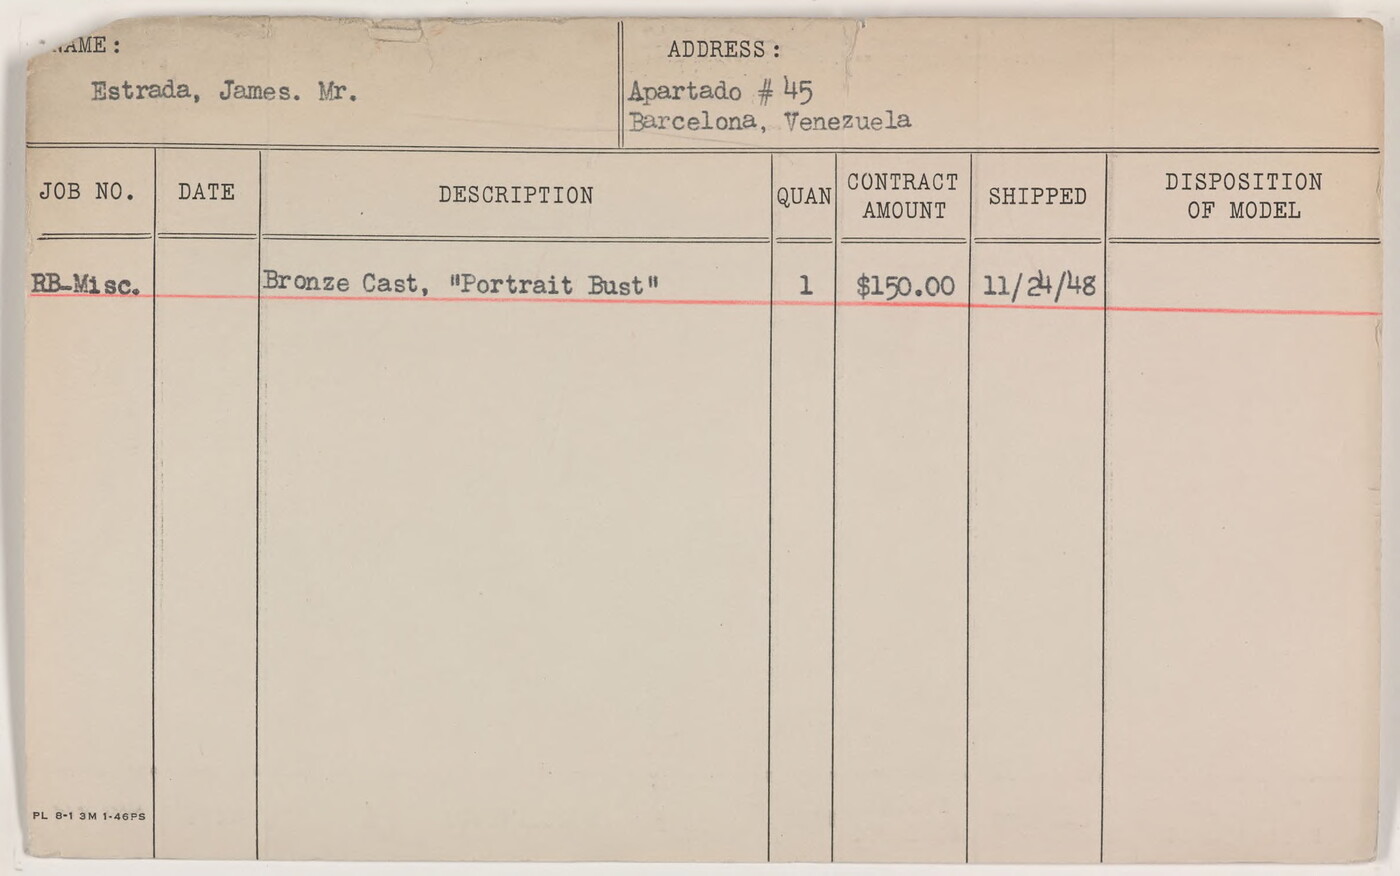 NAME:
Estrada, James. Mr.
ADDRESS:
Apartado # 45
Barcelona, Venezuela
JOB NO.
DATE
DESCRIPTION
QUAN
CONTRACT
AMOUNT
SHIPPED
DISPOSITION
OF MODEL
RB-Misc. Bronze Cast, "Portrait Bust" 1 $150.00 11/24/48
PL 8-1 3M 1-46PS